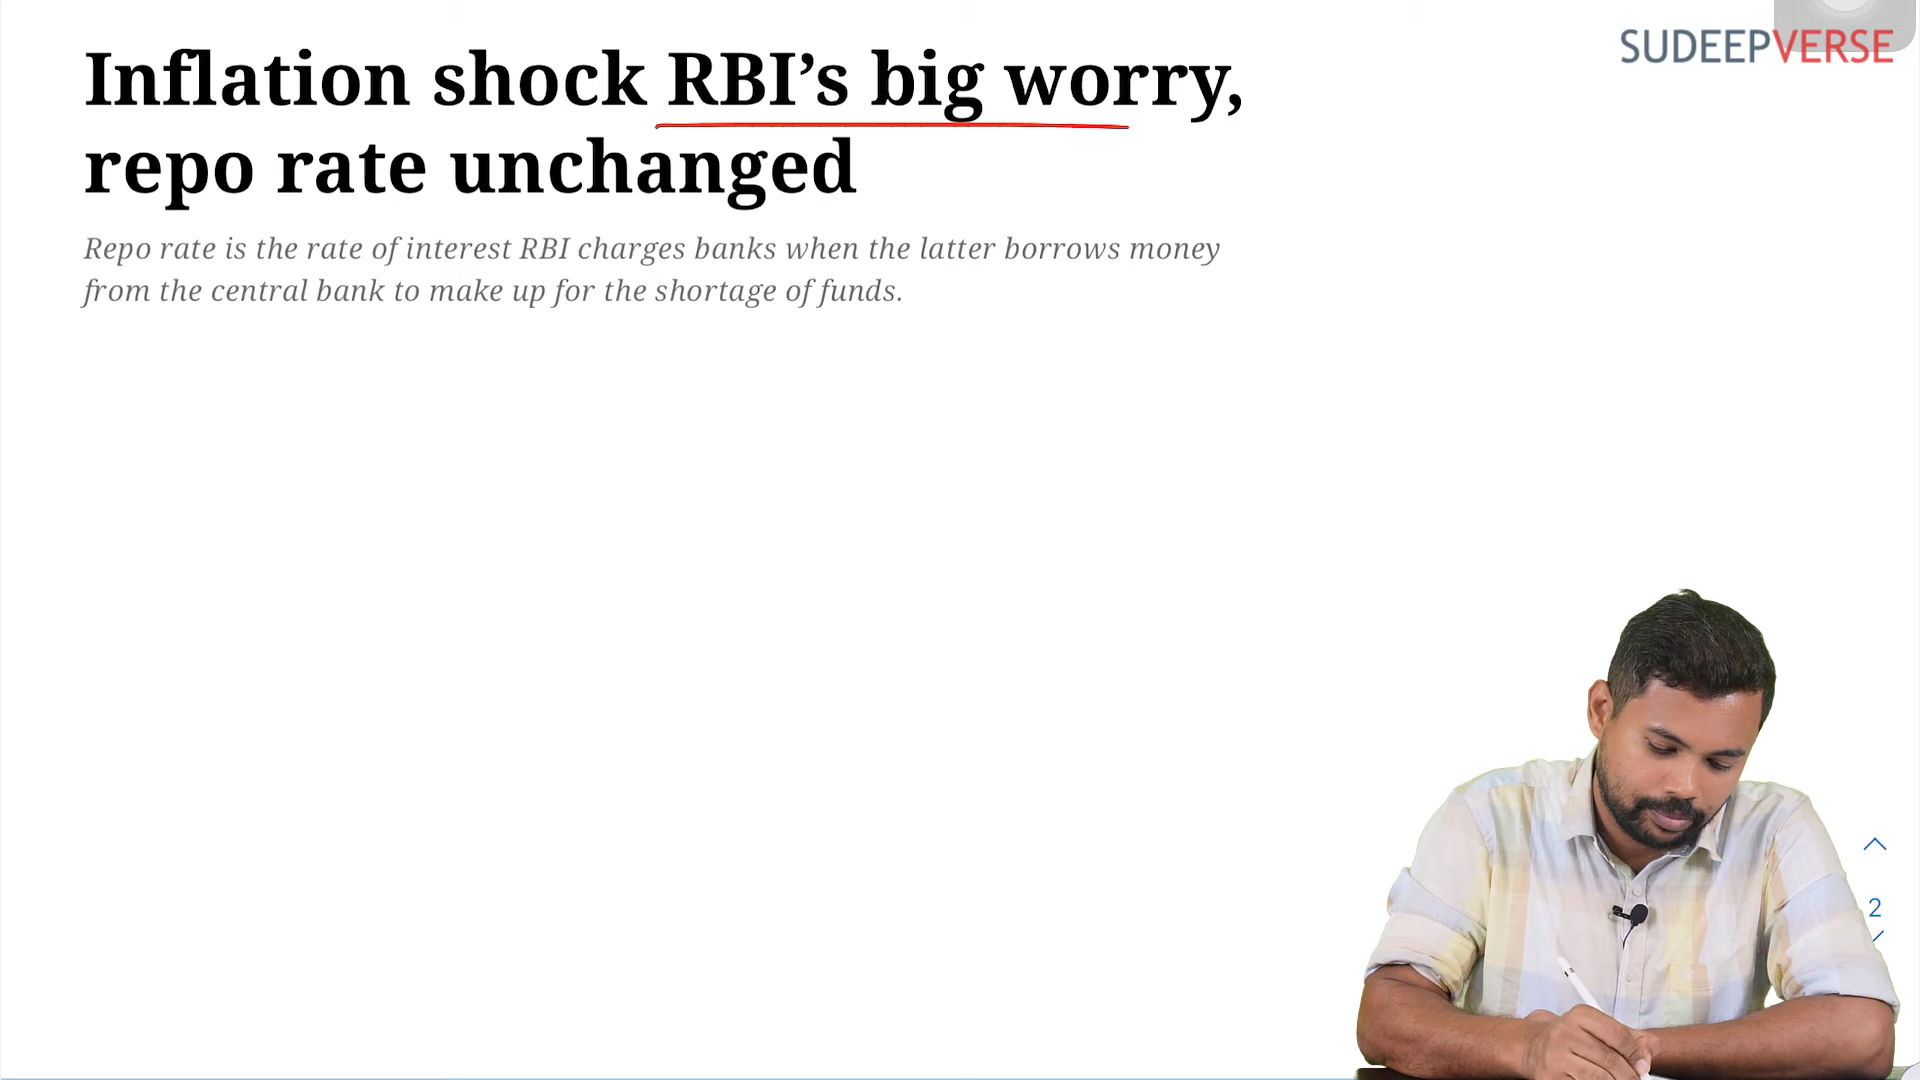 SUDEEPVERSE
Inflation shock RBI’s big worry,
repo rate unchanged
Repo rate is the rate of interest RBI charges banks when the latter borrows money
from the central bank to make up for the shortage of funds.
2